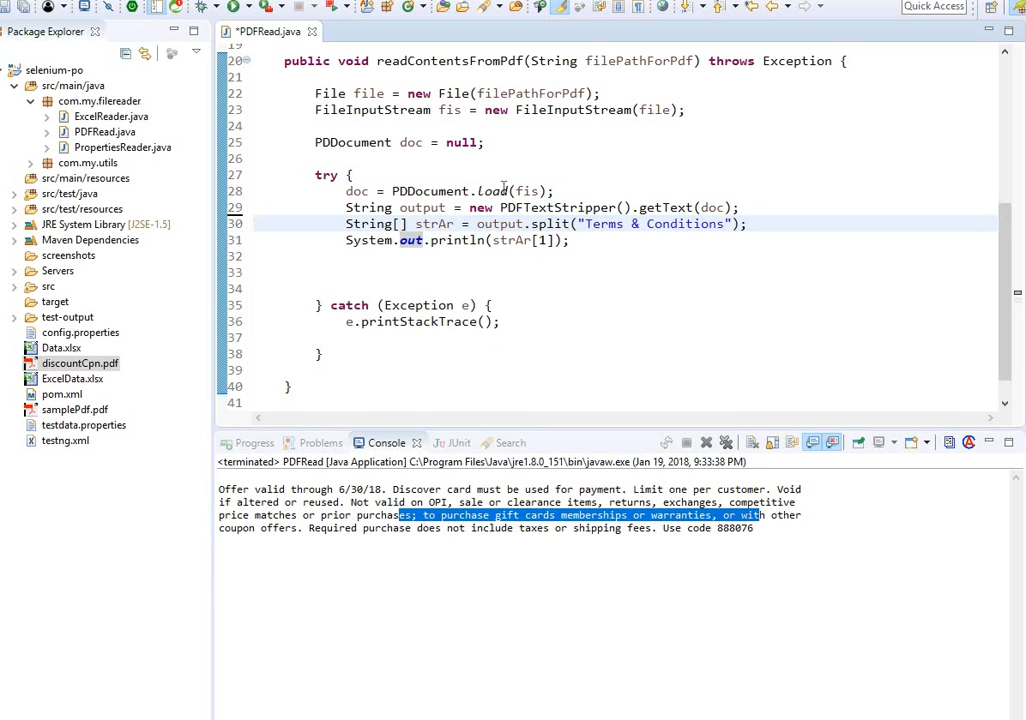 Quick Access
Package Explorer
*PDFRead.java
selenium-po
src/main/java
com.my.filereader
ExcelReader.java
PDFRead.java
PropertiesReader.java
com.my.utils
src/main/resources
src/test/java
src/test/resources
JRE System Library [J2SE-1.5]
Maven Dependencies
screenshots
Servers
src
target
test-output
config.properties
Data.xlsx
discountCpn.pdf
ExcelData.xlsx
pom.xml
samplePdf.pdf
testdata.properties
testng.xml
19
20 public void readContentsFromPdf(String filePathForPdf) throws Exception {
21
22 File file = new File(filePathForPdf);
23 FileInputStream fis = new FileInputStream(file);
24
25 PDDocument doc = null;
26
27 try {
28 doc = PDDocument.load(fis);
29 String output = new PDFTextStripper().getText(doc);
30 String[] strAr = output.split("Terms & Conditions");
31 System.out.println(strAr[1]);
32
33
34
35 } catch (Exception e) {
36 e.printStackTrace();
37
38 }
39
40 }
41
Progress Problems Console JUnit Search
<terminated> PDFRead [Java Application] C:\Program Files\Java\jre1.8.0_151\bin\javaw.exe (Jan 19, 2018, 9:33:38 PM)
Offer valid through 6/30/18. Discover card must be used for payment. Limit one per customer. Void
if altered or reused. Not valid on OPI, sale or clearance items, returns, exchanges, competitive
price matches or prior purchases; to purchase gift cards memberships or warranties, or with other
coupon offers. Required purchase does not include taxes or shipping fees. Use code 888076